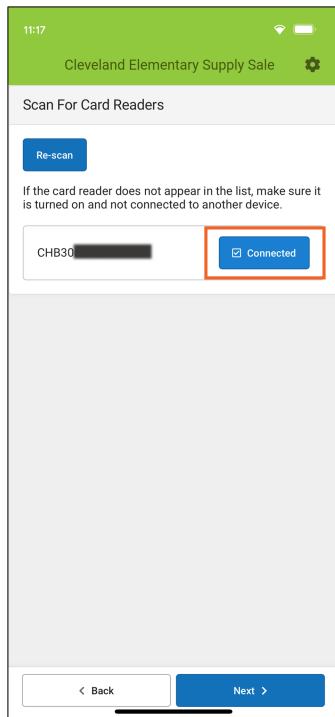 11:17
Cleveland Elementary Supply Sale
Scan For Card Readers
Re-scan
If the card reader does not appear in the list, make sure it
is turned on and not connected to another device.
CHB30
Connected
Back
Next